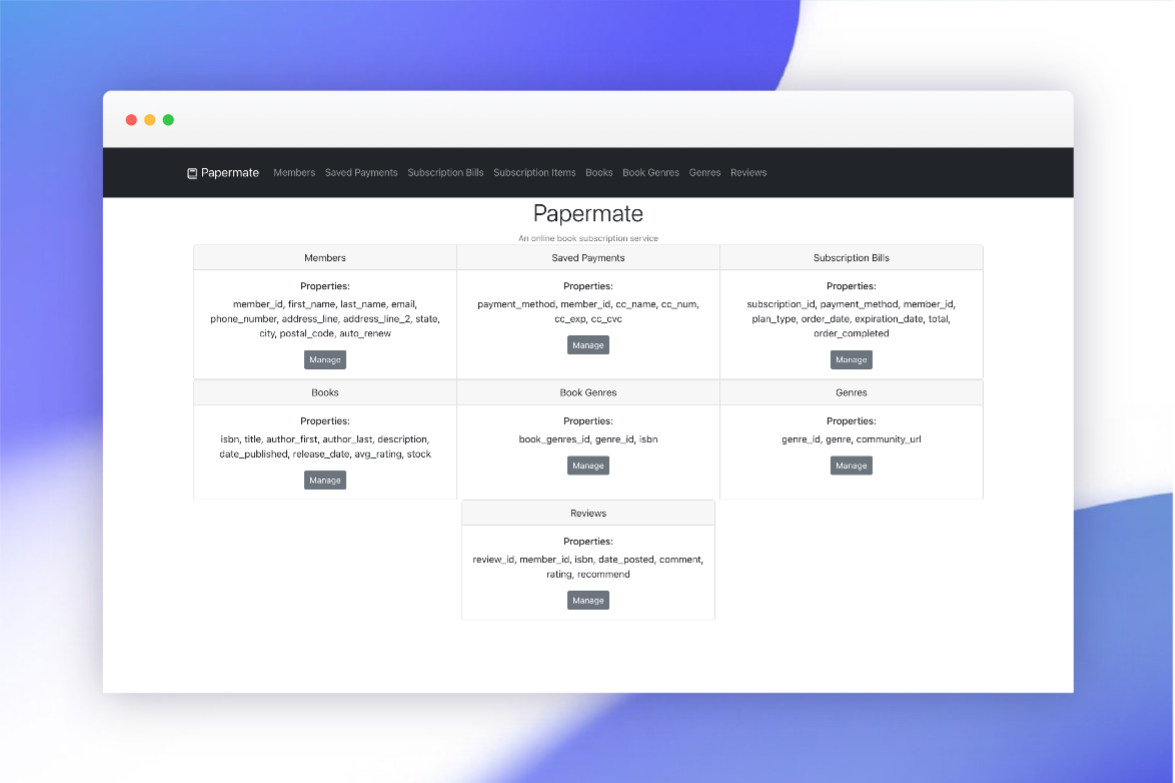 Papermate Members Saved Payments Subscription Bills Subscription Items Books Book Genres Genres Reviews
Papermate
An online book subscription service
Members
Properties:
member_id, first_name, last_name, email,
phone_number, address_line, address_line_2, state,
city, postal_code, auto_renew
Manage
Saved Payments
Properties:
payment_method, member_id, cc_name, cc_num,
cc_exp, cc_cvc
Manage
Subscription Bills
Properties:
subscription_id, payment_method, member_id,
plan_type, order_date, expiration_date, total,
order_completed
Manage
Books
Properties:
isbn, title, author_first, author_last, description,
date_published, release_date, avg_rating, stock
Manage
Book Genres
Properties:
book_genres_id, genre_id, isbn
Manage
Genres
Properties:
genre_id, genre, community_url
Manage
Reviews
Properties:
review_id, member_id, isbn, date_posted, comment,
rating, recommend
Manage